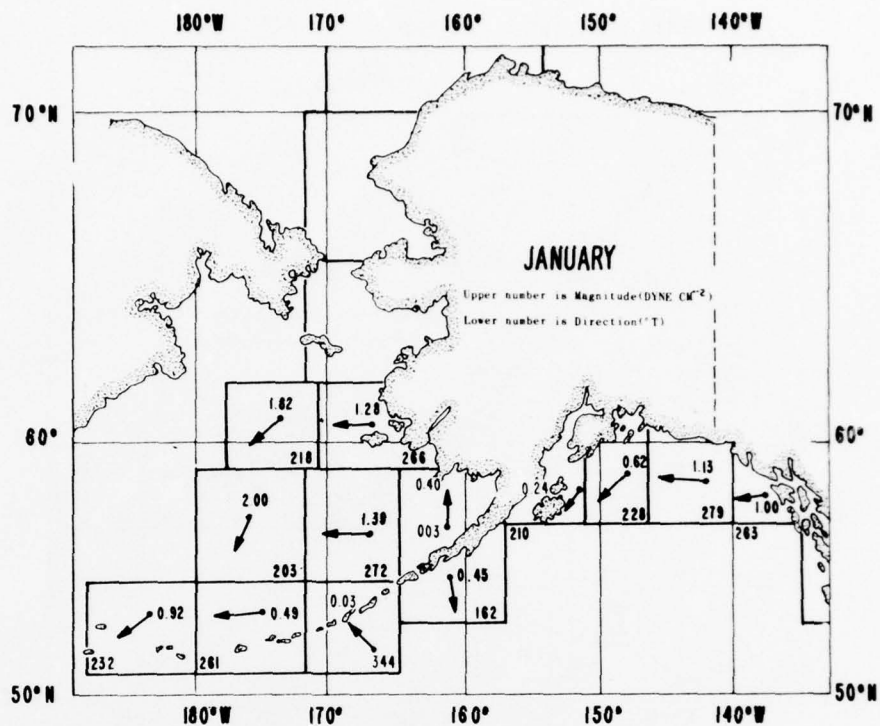 180°W 170° 160° 150° 140°W
70°N 70°N
JANUARY
Upper number is Magnitude(DYNE CM⁻²)
Lower number is Direction(°T)
1.82 1.28
60°N 60°N
218 266
0.40 0.24 0.62 1.13
2.00 1.00
1.39 003 210 228 279 263
203 272 0.45
0.92 0.49 0.03 162
232 261 344
50°N 50°N
180°W 170° 160° 150° 140°W